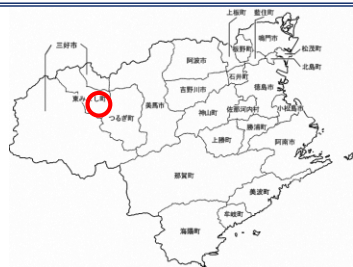 上板町 藍住町
三好市
鳴門市
阿波市
板野町
松茂町
北島町
石井町
東み し町
美馬市
吉野川市
徳島市
つるぎ町
神山町
佐那河内村
小松島市
上勝町
勝浦町
阿南市
那賀町
美波町
牟岐町
海陽町